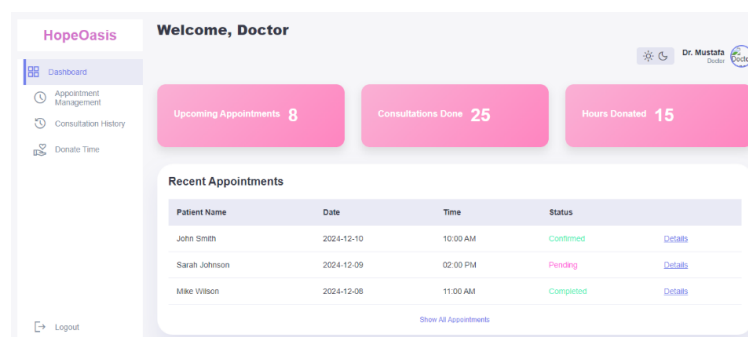 HopeOasis
Dashboard
Appointment
Management
Consultation History
Donate Time
Logout
Welcome, Doctor
Dr. Mustafa
Doctor
Upcoming Appointments 8
Consultations Done 25
Hours Donated 15
Recent Appointments
Patient Name Date Time Status
John Smith 2024-12-10 10:00 AM Confirmed Details
Sarah Johnson 2024-12-09 02:00 PM Pending Details
Mike Wilson 2024-12-08 11:00 AM Completed Details
Show All Appointments